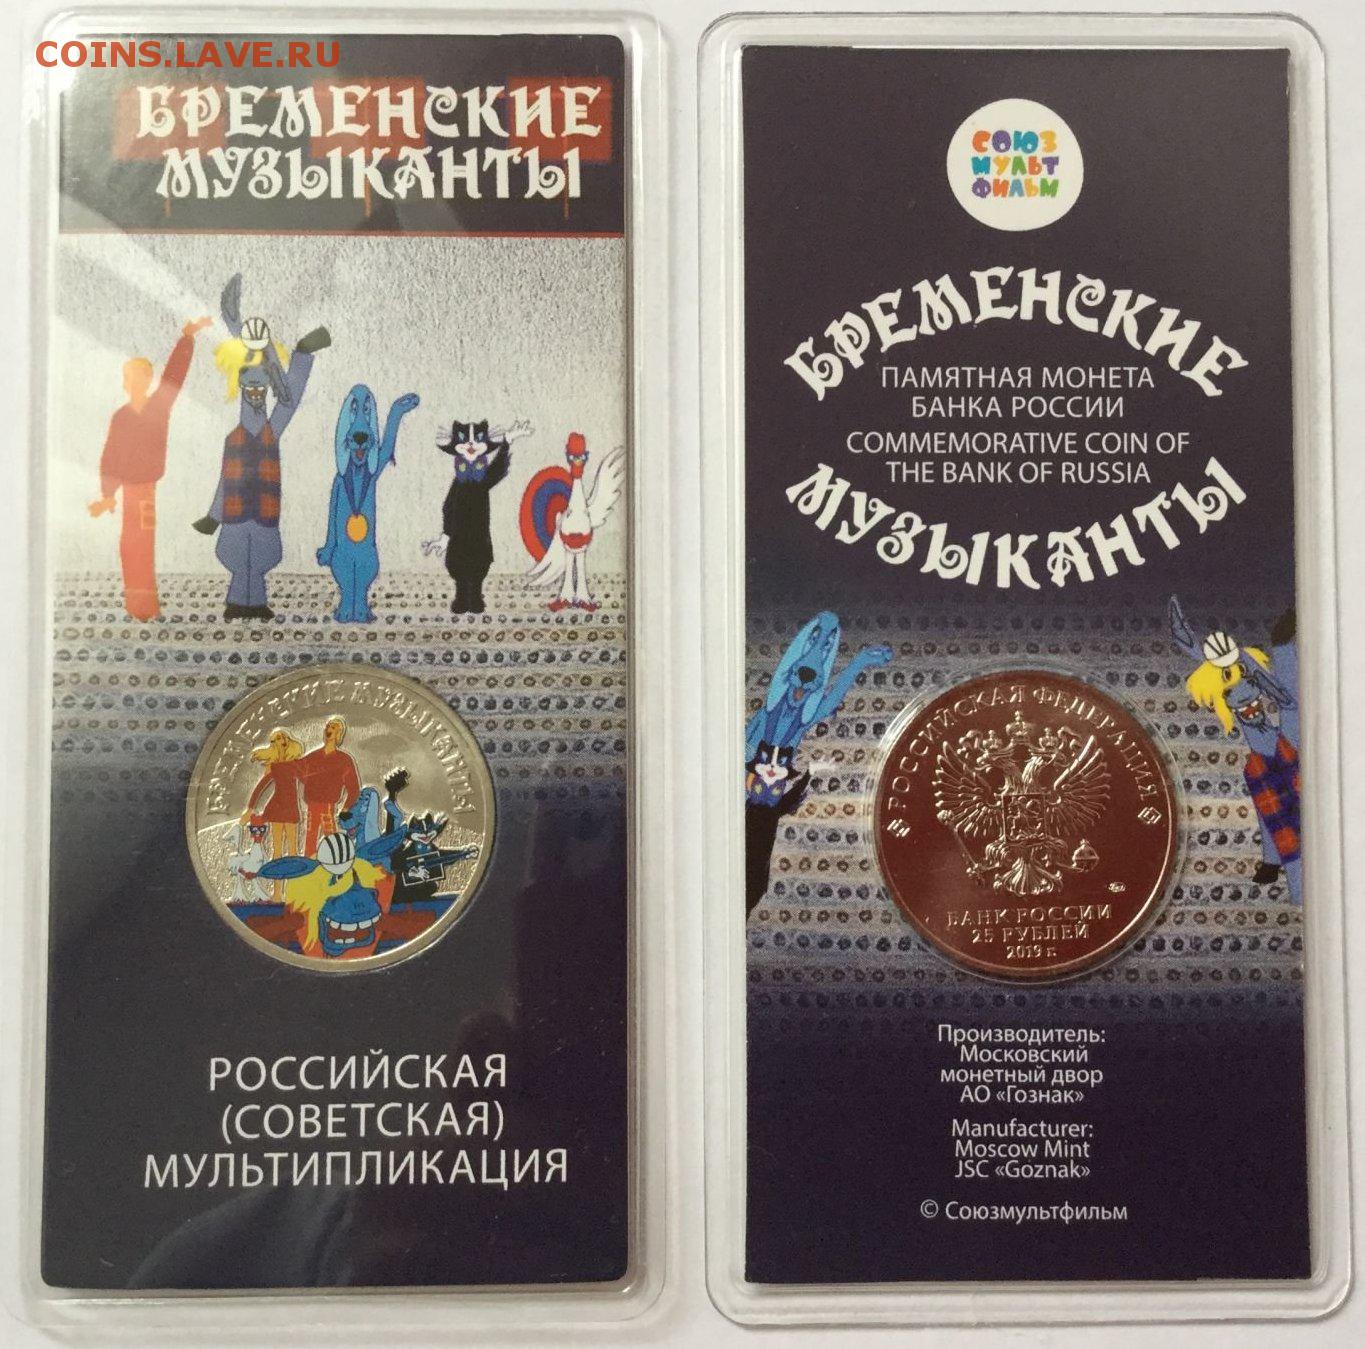 COINS.LAVE.RU
БРЕМЕНСКИЕ
МУЗЫКАНТЫ
БРЕМЕНСКИЕ МУЗЫКАНТЫ
РОССИЙСКАЯ
(СОВЕТСКАЯ)
МУЛЬТИПЛИКАЦИЯ
СОЮЗ
МУЛЬТ
ФИЛЬМ
БРЕМЕНСКИЕ
ПАМЯТНАЯ МОНЕТА
БАНКА РОССИИ
COMMEMORATIVE COIN OF
THE BANK OF RUSSIA
МУЗЫКАНТЫ
РОССИЙСКАЯ ФЕДЕРАЦИЯ
БАНК РОССИИ
25 РУБЛЕЙ
2019 г.
Производитель:
Московский
монетный двор
АО «Гознак»
Manufacturer:
Moscow Mint
JSC «Goznak»
© Союзмультфильм